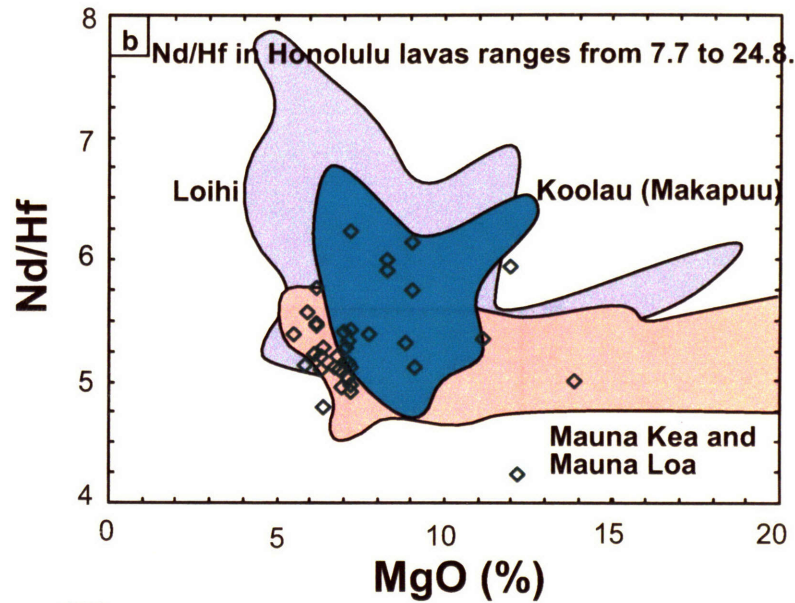 8
b
Nd/Hf in Honolulu lavas ranges from 7.7 to 24.8.
7
Loihi
Koolau (Makapuu)
Nd/Hf
6
5
Mauna Kea and
Mauna Loa
4
0
5
10
15
20
MgO (%)